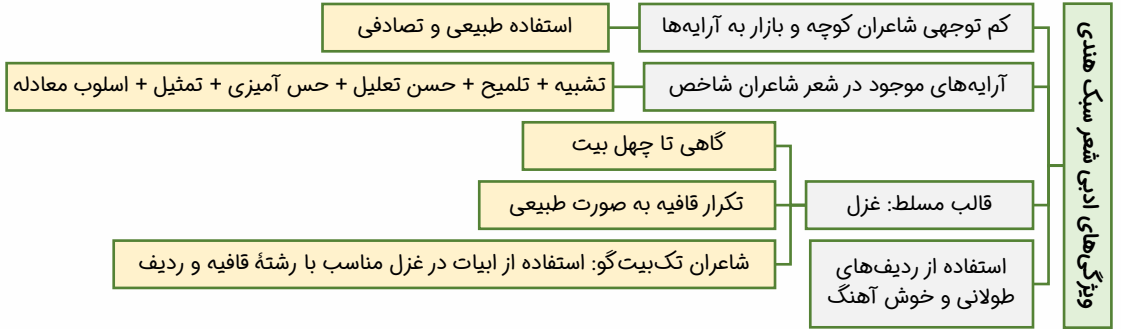 ویژگی‌های ادبی شعر سبک هندی
کم توجهی شاعران کوچه و بازار به آرایه‌ها
استفاده طبیعی و تصادفی
آرایه‌های موجود در شعر شاعران شاخص
تشبیه + تلمیح + حسن تعلیل + حس آمیزی + تمثیل + اسلوب معادله
قالب مسلط: غزل
گاهی تا چهل بیت
تکرار قافیه به صورت طبیعی
شاعران تک‌بیت‌گو: استفاده از ابیات در غزل مناسب با رشتهٔ قافیه و ردیف
استفاده از ردیف‌های
طولانی و خوش آهنگ